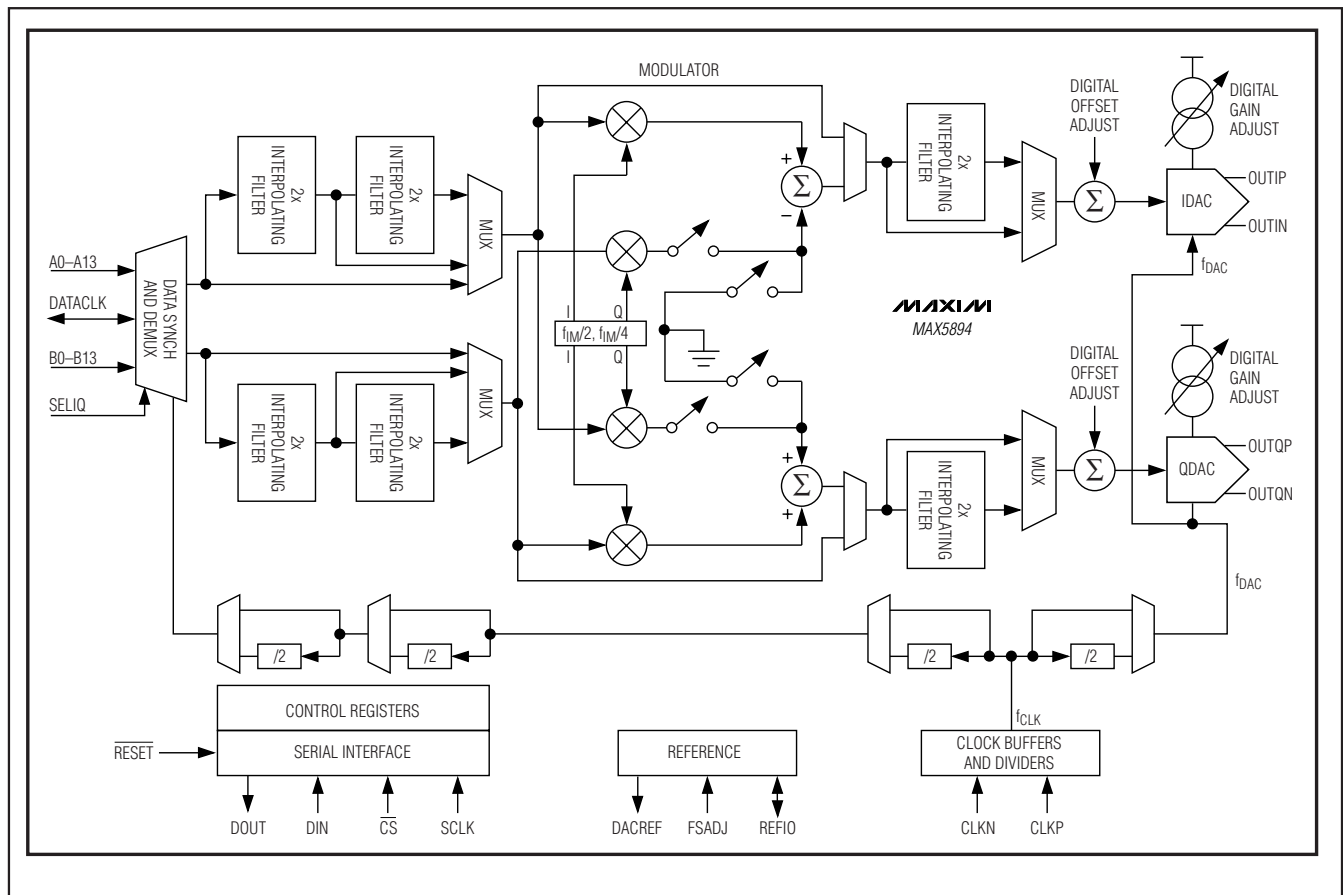 MODULATOR
DIGITAL
OFFSET
ADJUST
DIGITAL
GAIN
ADJUST
2x
INTERPOLATING
FILTER
2x
INTERPOLATING
FILTER
MUX
+
Σ
−
2x
INTERPOLATING
FILTER
MUX
Σ
IDAC
OUTIP
OUTIN
fDAC
A0–A13
DATACLK
B0–B13
SELIQ
DATA SYNCH
AND DEMUX
I
Q
fIM/2, fIM/4
I
Q
MAXIM
MAX5894
MUX
2x
INTERPOLATING
FILTER
2x
INTERPOLATING
FILTER
DIGITAL
OFFSET
ADJUST
DIGITAL
GAIN
ADJUST
+
Σ
+
2x
INTERPOLATING
FILTER
MUX
Σ
QDAC
OUTQP
OUTQN
fDAC
/2
/2
/2
/2
fCLK
CONTROL REGISTERS
RESET
SERIAL INTERFACE
REFERENCE
CLOCK BUFFERS
AND DIVIDERS
DOUT
DIN
CS
SCLK
DACREF
FSADJ
REFIO
CLKN
CLKP